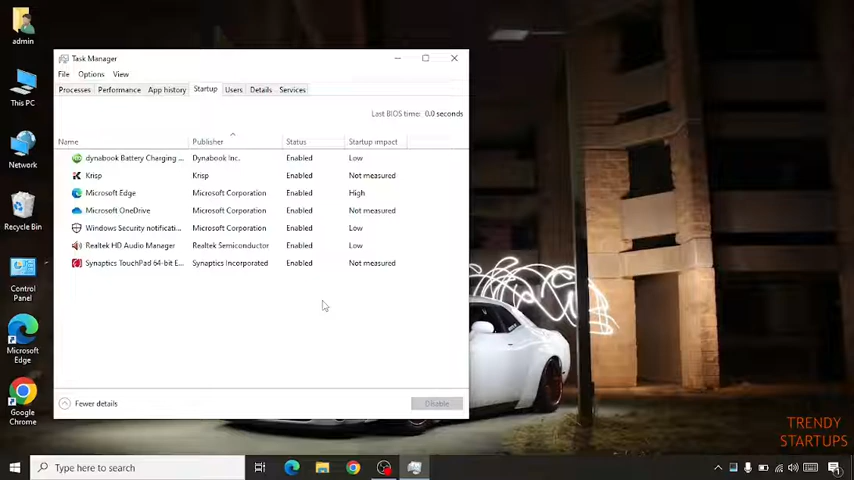 admin
This PC
Network
Recycle Bin
Control
Panel
Microsoft
Edge
Google
Chrome
Task Manager
File Options View
Processes Performance App history Startup Users Details Services
Last BIOS time: 0.0 seconds
Name Publisher Status Startup impact
dynabook Battery Charging ... Dynabook Inc. Enabled Low
Krisp Krisp Enabled Not measured
Microsoft Edge Microsoft Corporation Enabled High
Microsoft OneDrive Microsoft Corporation Enabled Not measured
Windows Security notificati... Microsoft Corporation Enabled Low
Realtek HD Audio Manager Realtek Semiconductor Enabled Low
Synaptics TouchPad 64-bit E... Synaptics Incorporated Enabled Not measured
Fewer details Disable
TRENDY
STARTUPS
Type here to search